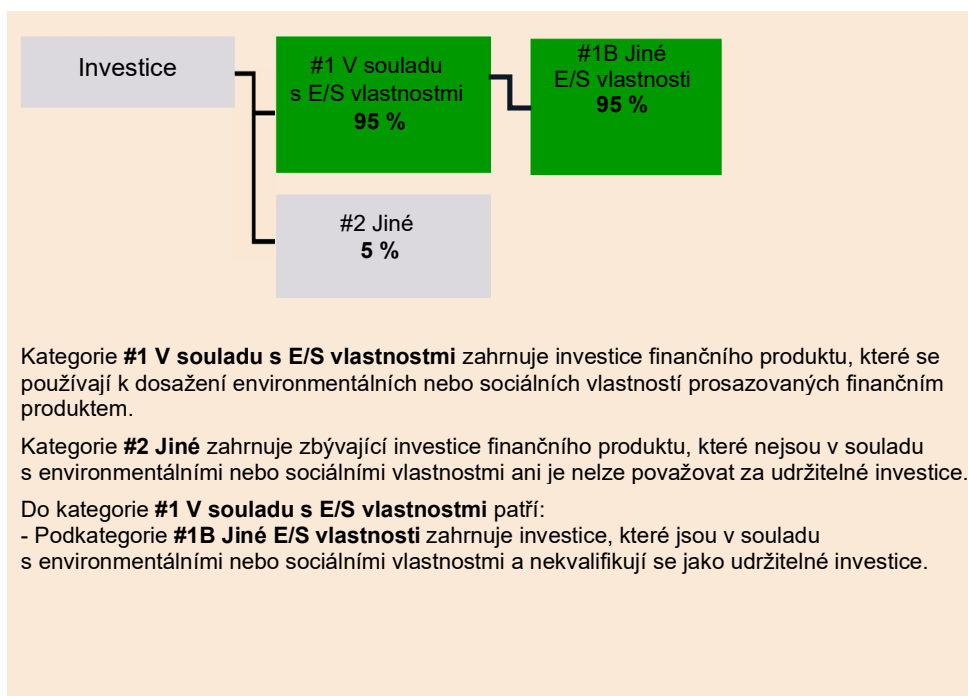 Investice
#1 V souladu
s E/S vlastnostmi
95 %
#1B Jiné
E/S vlastnosti
95 %
#2 Jiné
5 %
Kategorie #1 V souladu s E/S vlastnostmi zahrnuje investice finančního produktu, které se
používají k dosažení environmentálních nebo sociálních vlastností prosazovaných finančním
produktem.
Kategorie #2 Jiné zahrnuje zbývající investice finančního produktu, které nejsou v souladu
s environmentálními nebo sociálními vlastnostmi ani je nelze považovat za udržitelné investice.
Do kategorie #1 V souladu s E/S vlastnostmi patří:
- Podkategorie #1B Jiné E/S vlastnosti zahrnuje investice, které jsou v souladu
s environmentálními nebo sociálními vlastnostmi a nekvalifikují se jako udržitelné investice.